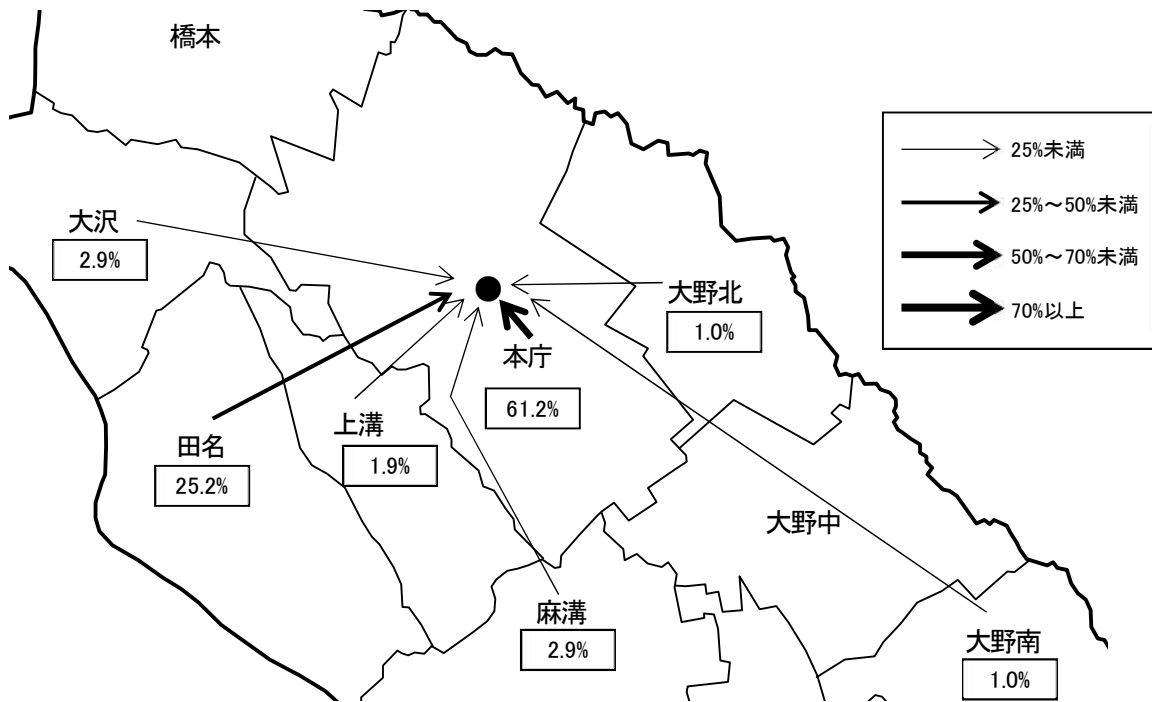 橋本
25%未満
25%～50%未満
50%～70%未満
70%以上
大沢
2.9%
大野北
1.0%
本庁
61.2%
上溝
1.9%
田名
25.2%
大野中
麻溝
2.9%
大野南
1.0%